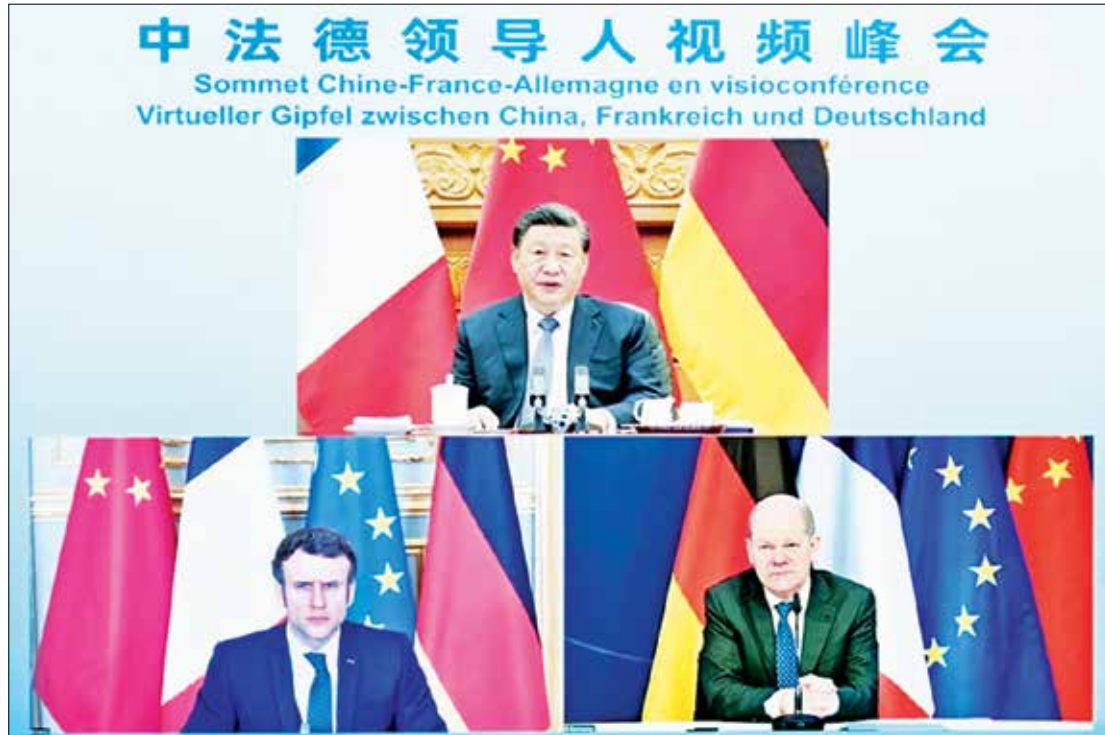 中法德领导人视频峰会
Sommet Chine-France-Allemagne en visioconférence
Virtueller Gipfel zwischen China, Frankreich und Deutschland